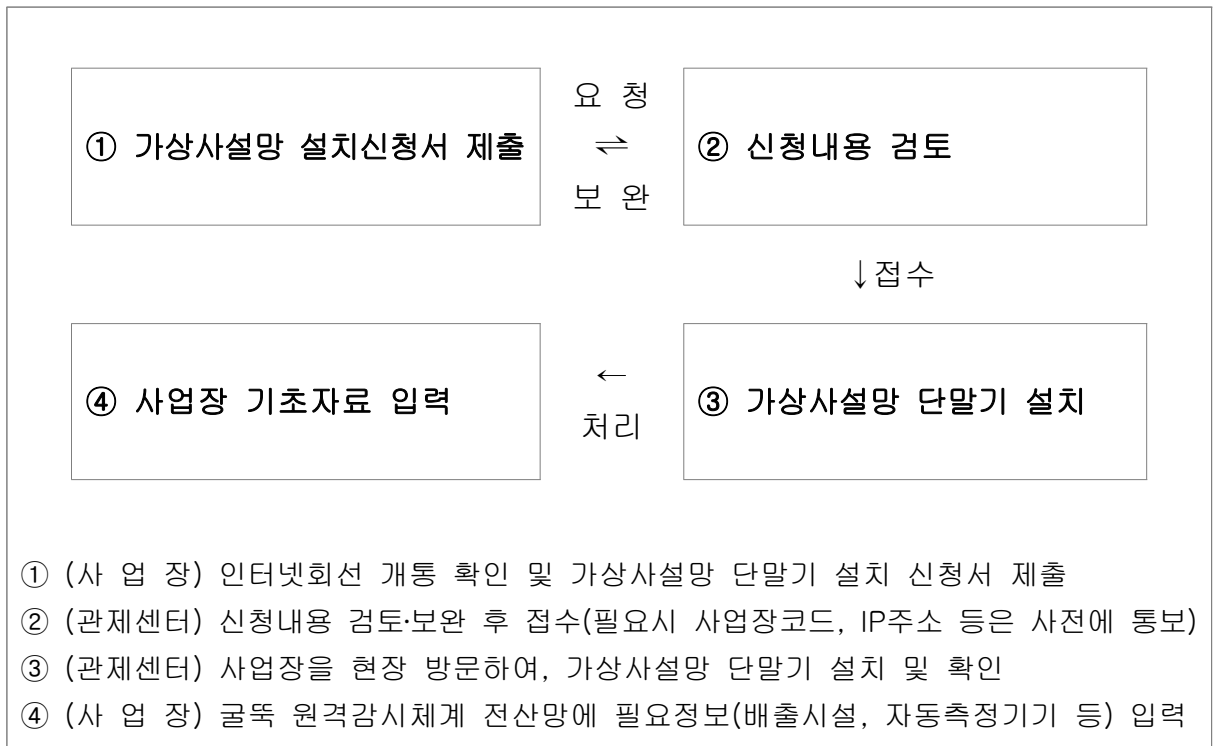 ① 가상사설망 설치신청서 제출
요 청
⇌
보 완
② 신청내용 검토
↓접수
④ 사업장 기초자료 입력
←
처리
③ 가상사설망 단말기 설치
① (사 업 장) 인터넷회선 개통 확인 및 가상사설망 단말기 설치 신청서 제출
② (관제센터) 신청내용 검토·보완 후 접수(필요시 사업장코드, IP주소 등은 사전에 통보)
③ (관제센터) 사업장을 현장 방문하여, 가상사설망 단말기 설치 및 확인
④ (사 업 장) 굴뚝 원격감시체계 전산망에 필요정보(배출시설, 자동측정기기 등) 입력